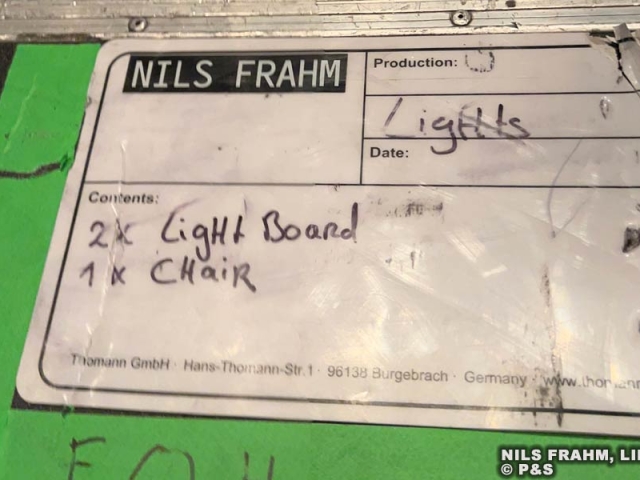 NILS FRAHM
Production:
Lights
Date:
Contents:
2x LigHt Board
1 x CHaiR
Thomann GmbH · Hans-Thomann-Str.1 · 96138 Burgebrach · Germany · www.thomann
NILS FRAHM, LI
© P&S